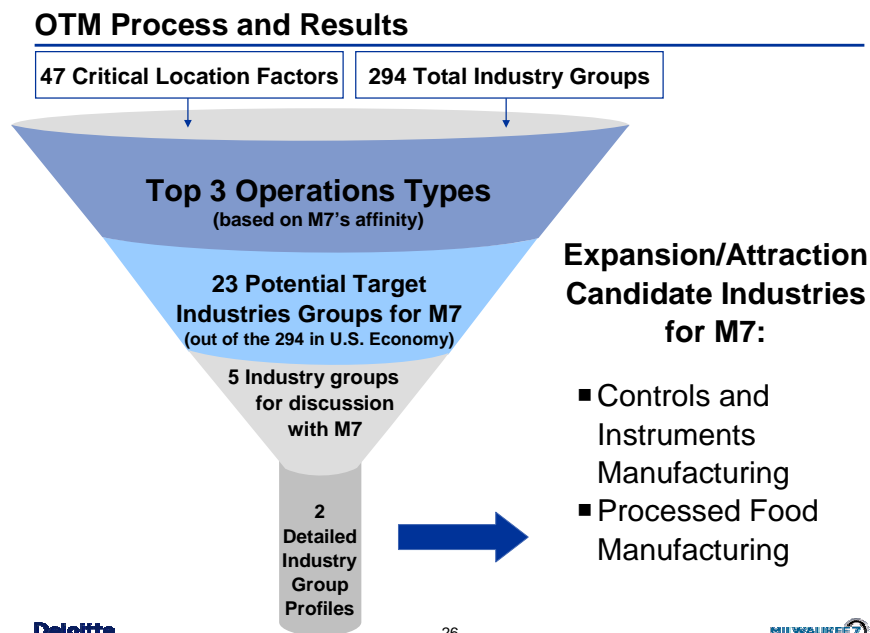 OTM Process and Results
47 Critical Location Factors
294 Total Industry Groups
Top 3 Operations Types
(based on M7’s affinity)
23 Potential Target
Industries Groups for M7
(out of the 294 in U.S. Economy)
5 Industry groups
for discussion
with M7
2
Detailed
Industry
Group
Profiles
Expansion/Attraction
Candidate Industries
for M7:
▪ Controls and
Instruments
Manufacturing
▪ Processed Food
Manufacturing
Deloitte
26
MILWAUKEE 7